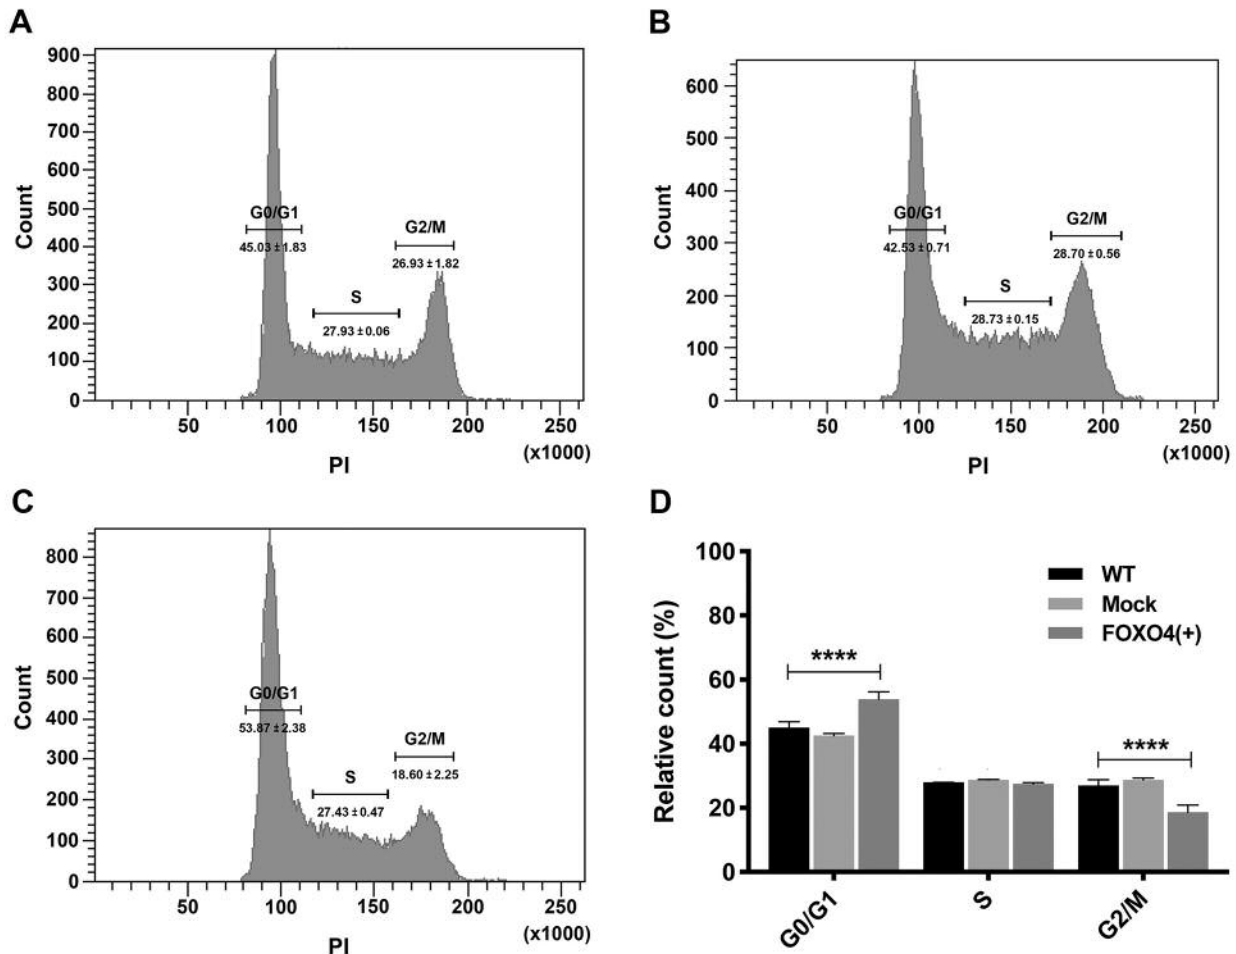 A
900
800
700
600
500
400
300
200
100
0
Count
G0/G1
45.03 ± 1.83
S
27.93 ± 0.06
G2/M
26.93 ± 1.82
50 100 150 200 250
(x1000)
PI
B
600
500
400
300
200
100
0
Count
G0/G1
42.53 ± 0.71
S
28.73 ± 0.15
G2/M
28.70 ± 0.56
50 100 150 200 250
(x1000)
PI
C
800
700
600
500
400
300
200
100
0
Count
G0/G1
53.87 ± 2.38
S
27.43 ± 0.47
G2/M
18.60 ± 2.25
50 100 150 200 250
(x1000)
PI
D
100
80
60
40
20
0
Relative count (%)
WT
Mock
FOXO4(+)
****
****
G0/G1 S G2/M